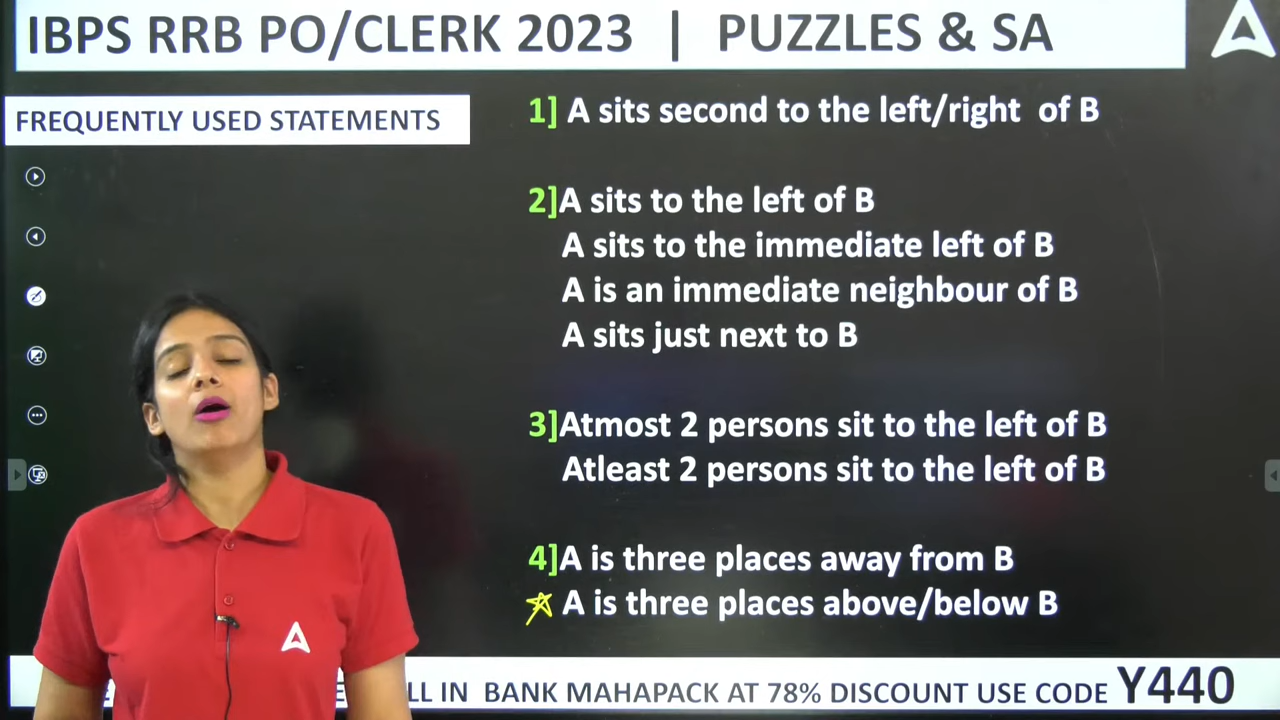 IBPS RRB PO/CLERK 2023 | PUZZLES & SA
FREQUENTLY USED STATEMENTS
1] A sits second to the left/right of B
2]A sits to the left of B
A sits to the immediate left of B
A is an immediate neighbour of B
A sits just next to B
3]Atmost 2 persons sit to the left of B
Atleast 2 persons sit to the left of B
4]A is three places away from B
A is three places above/below B
LL IN BANK MAHAPACK AT 78% DISCOUNT USE CODE Y440